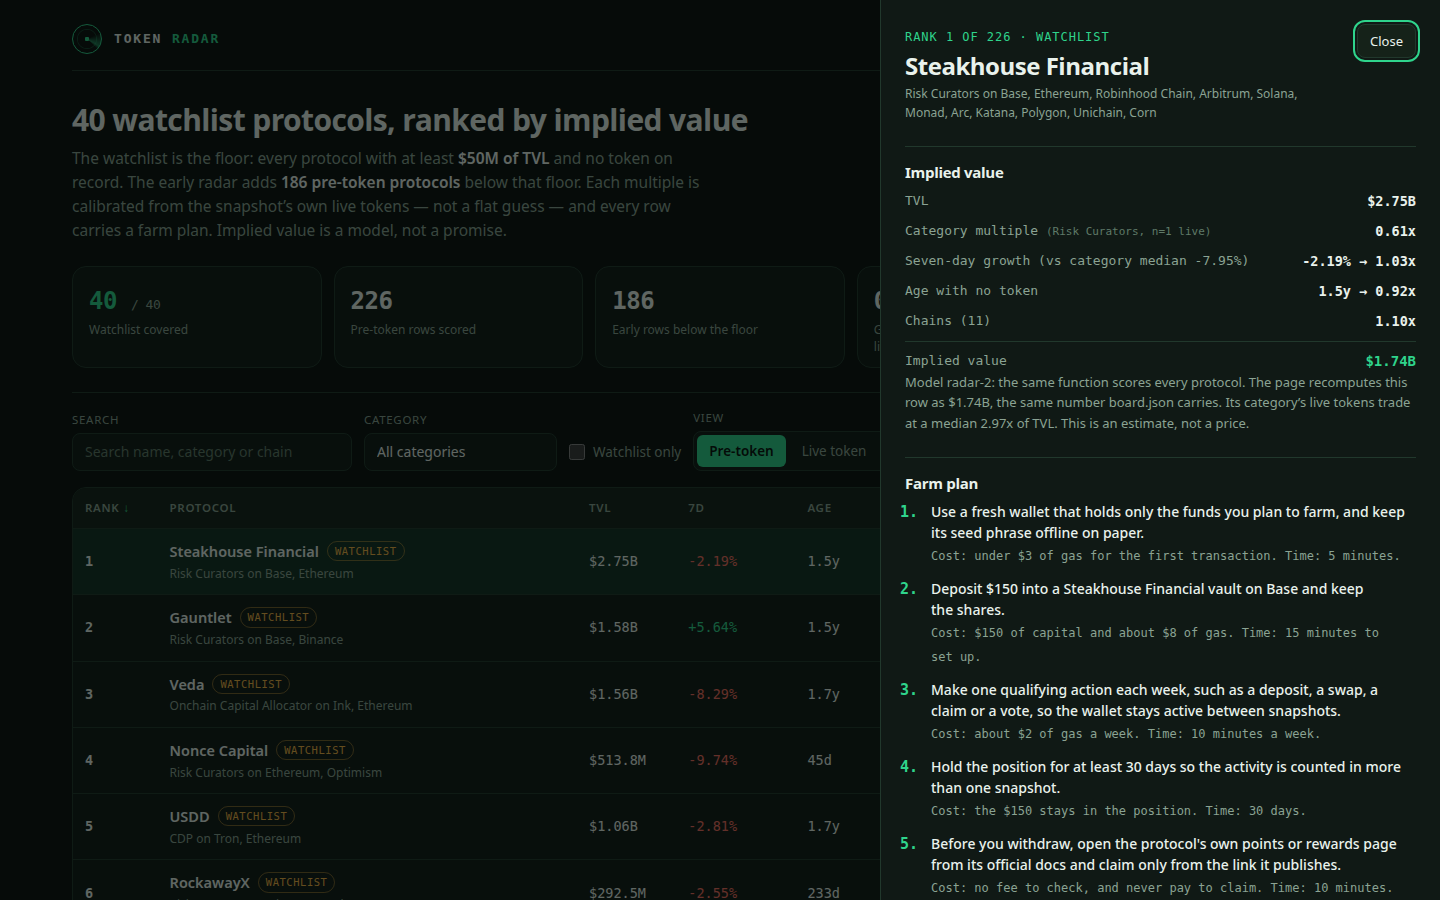 TOKEN RADAR
40 watchlist protocols, ranked by implied value
The watchlist is the floor: every protocol with at least $50M of TVL and no token on
record. The early radar adds 186 pre-token protocols below that floor. Each multiple is
calibrated from the snapshot's own live tokens — not a flat guess — and every row
carries a farm plan. Implied value is a model, not a promise.
40 / 40
Watchlist covered
226
Pre-token rows scored
186
Early rows below the floor
SEARCH
Search name, category or chain
CATEGORY
All categories
Watchlist only
VIEW
Pre-token
Live token
RANK ↓ PROTOCOL TVL 7D AGE
1 Steakhouse Financial WATCHLIST $2.75B -2.19% 1.5y
Risk Curators on Base, Ethereum
2 Gauntlet WATCHLIST $1.58B +5.64% 1.5y
Risk Curators on Base, Binance
3 Veda WATCHLIST $1.56B -8.29% 1.7y
Onchain Capital Allocator on Ink, Ethereum
4 Nonce Capital WATCHLIST $513.8M -9.74% 45d
Risk Curators on Ethereum, Optimism
5 USDD WATCHLIST $1.06B -2.81% 1.7y
CDP on Tron, Ethereum
6 RockawayX WATCHLIST $292.5M -2.55% 233d
RANK 1 OF 226 · WATCHLIST
Close
Steakhouse Financial
Risk Curators on Base, Ethereum, Robinhood Chain, Arbitrum, Solana,
Monad, Arc, Katana, Polygon, Unichain, Corn
Implied value
TVL $2.75B
Category multiple (Risk Curators, n=1 live) 0.61x
Seven-day growth (vs category median -7.95%) -2.19% → 1.03x
Age with no token 1.5y → 0.92x
Chains (11) 1.10x
Implied value $1.74B
Model radar-2: the same function scores every protocol. The page recomputes this
row as $1.74B, the same number board.json carries. Its category's live tokens trade
at a median 2.97x of TVL. This is an estimate, not a price.
Farm plan
1. Use a fresh wallet that holds only the funds you plan to farm, and keep
its seed phrase offline on paper.
Cost: under $3 of gas for the first transaction. Time: 5 minutes.
2. Deposit $150 into a Steakhouse Financial vault on Base and keep
the shares.
Cost: $150 of capital and about $8 of gas. Time: 15 minutes to
set up.
3. Make one qualifying action each week, such as a deposit, a swap, a
claim or a vote, so the wallet stays active between snapshots.
Cost: about $2 of gas a week. Time: 10 minutes a week.
4. Hold the position for at least 30 days so the activity is counted in more
than one snapshot.
Cost: the $150 stays in the position. Time: 30 days.
5. Before you withdraw, open the protocol's own points or rewards page
from its official docs and claim only from the link it publishes.
Cost: no fee to check, and never pay to claim. Time: 10 minutes.